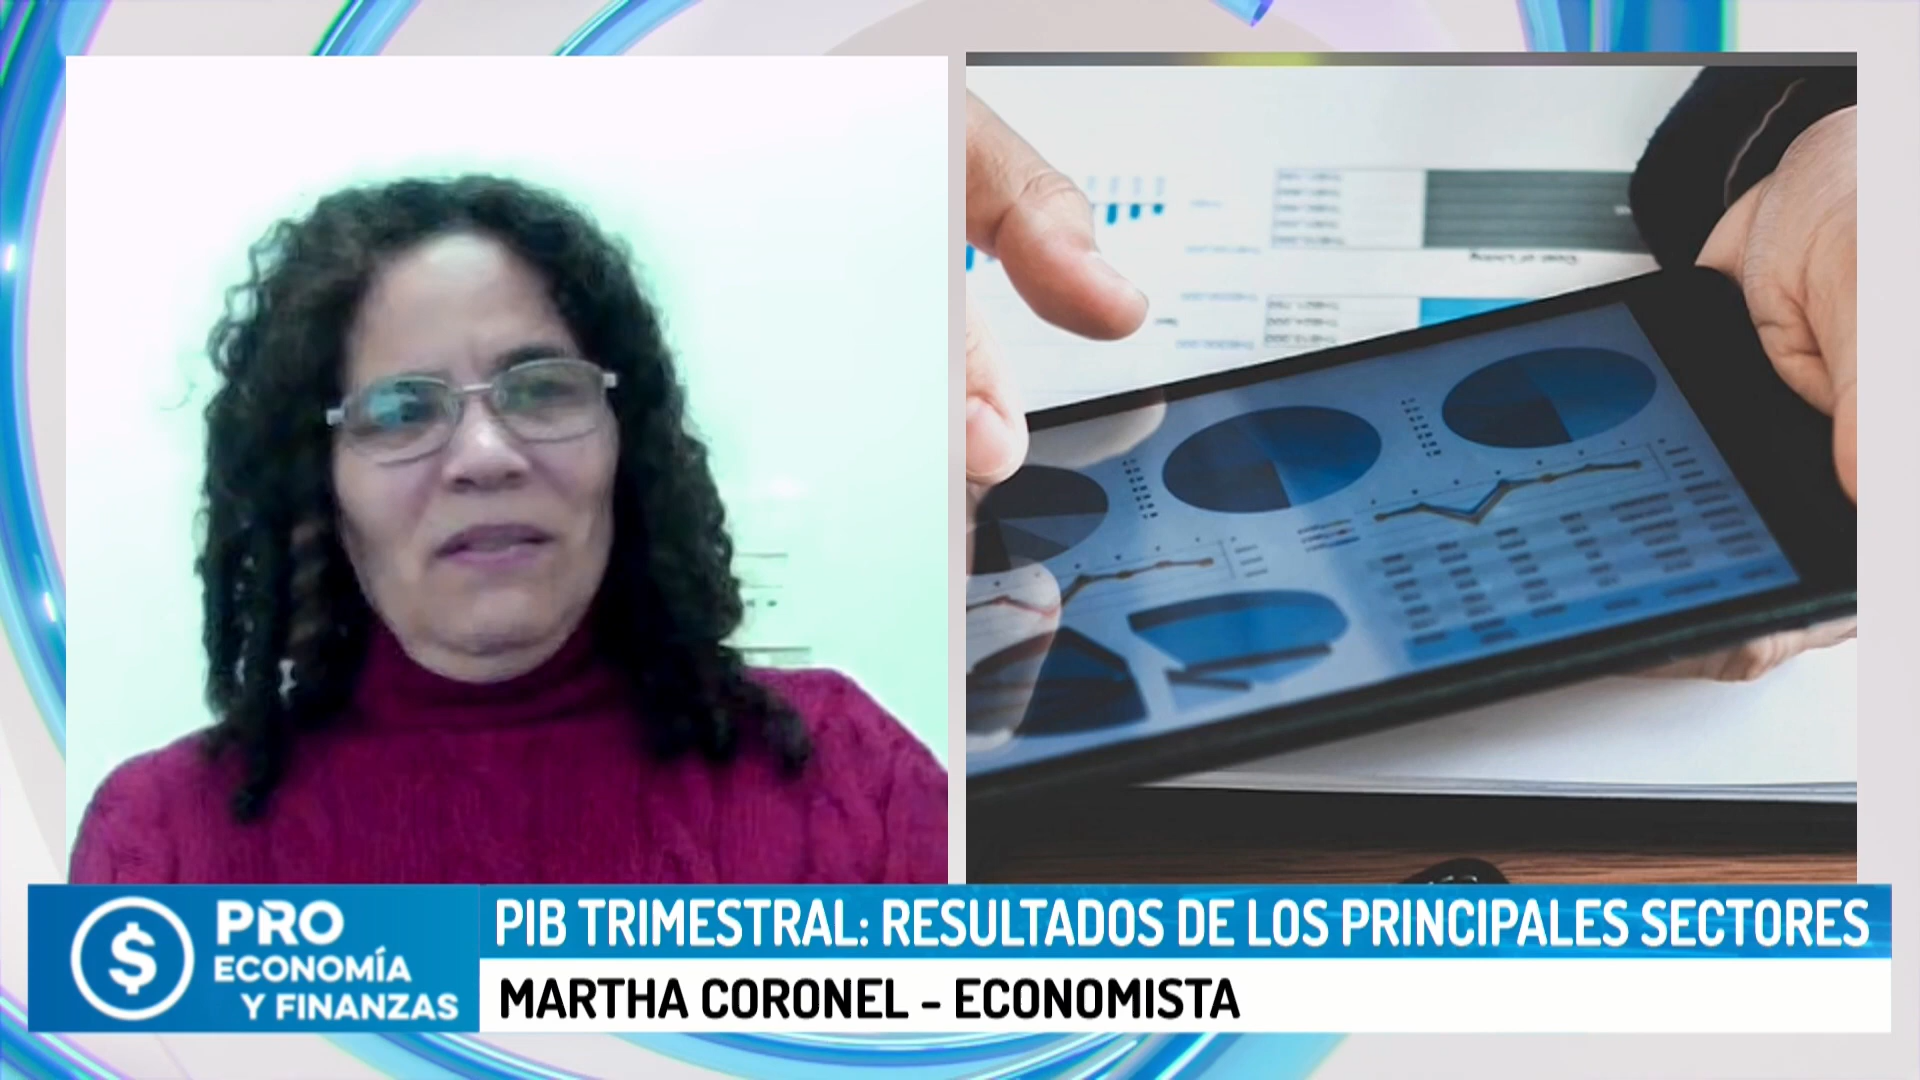 PRO
ECONOMÍA
Y FINANZAS
PIB TRIMESTRAL: RESULTADOS DE LOS PRINCIPALES SECTORES
MARTHA CORONEL - ECONOMISTA